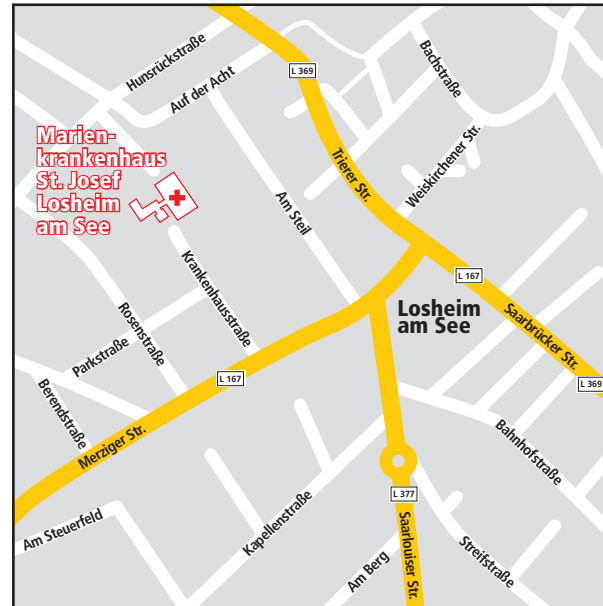 Hunsrückstraße
Auf der Acht
L 369
Bachstraße
Marien-
krankenhaus
St. Josef
Losheim
am See
Trierer Str.
Weiskirchener Str.
Am Steil
Krankenhausstraße
L 167
Rosenstraße
Parkstraße
Losheim
am See
Saarbrücker Str.
Berendstraße
L 167
L 369
Merziger Str.
Bahnhofstraße
L 377
Am Steuerfeld
Kapellenstraße
Saarlouiser Str.
Streifstraße
Am Berg